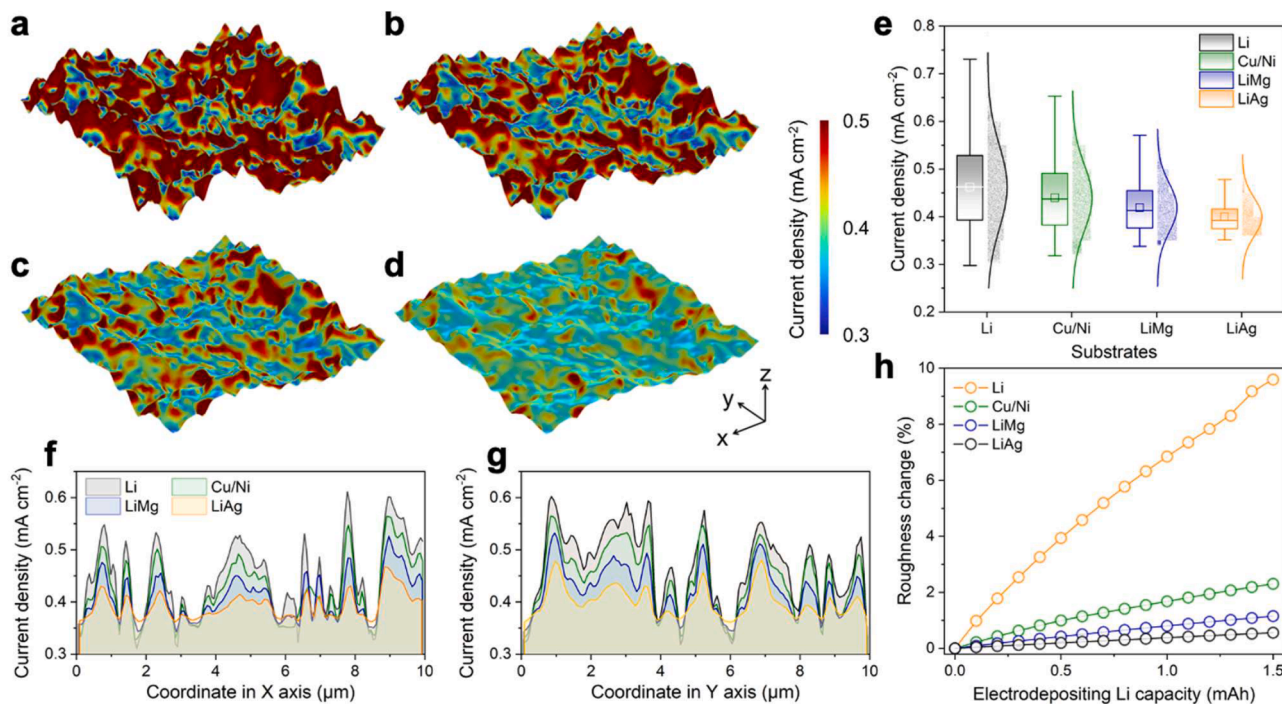 a
b
0.5
0.4
0.3
Current density (mA cm⁻²)
c
d
z
y
x
e
0.8
0.7
0.6
0.5
0.4
0.3
0.2
Current density (mA cm⁻²)
Li
Cu/Ni
LiMg
LiAg
Li
Cu/Ni
LiMg
LiAg
Substrates
f
0.6
0.5
0.4
0.3
Current density (mA cm⁻²)
Li
Cu/Ni
LiMg
LiAg
0
2
4
6
8
10
Coordinate in X axis (μm)
g
0.6
0.5
0.4
0.3
Current density (mA cm⁻²)
0
2
4
6
8
10
Coordinate in Y axis (μm)
h
10
8
6
4
2
0
Roughness change (%)
Li
Cu/Ni
LiMg
LiAg
0.0
0.5
1.0
1.5
Electrodepositing Li capacity (mAh)